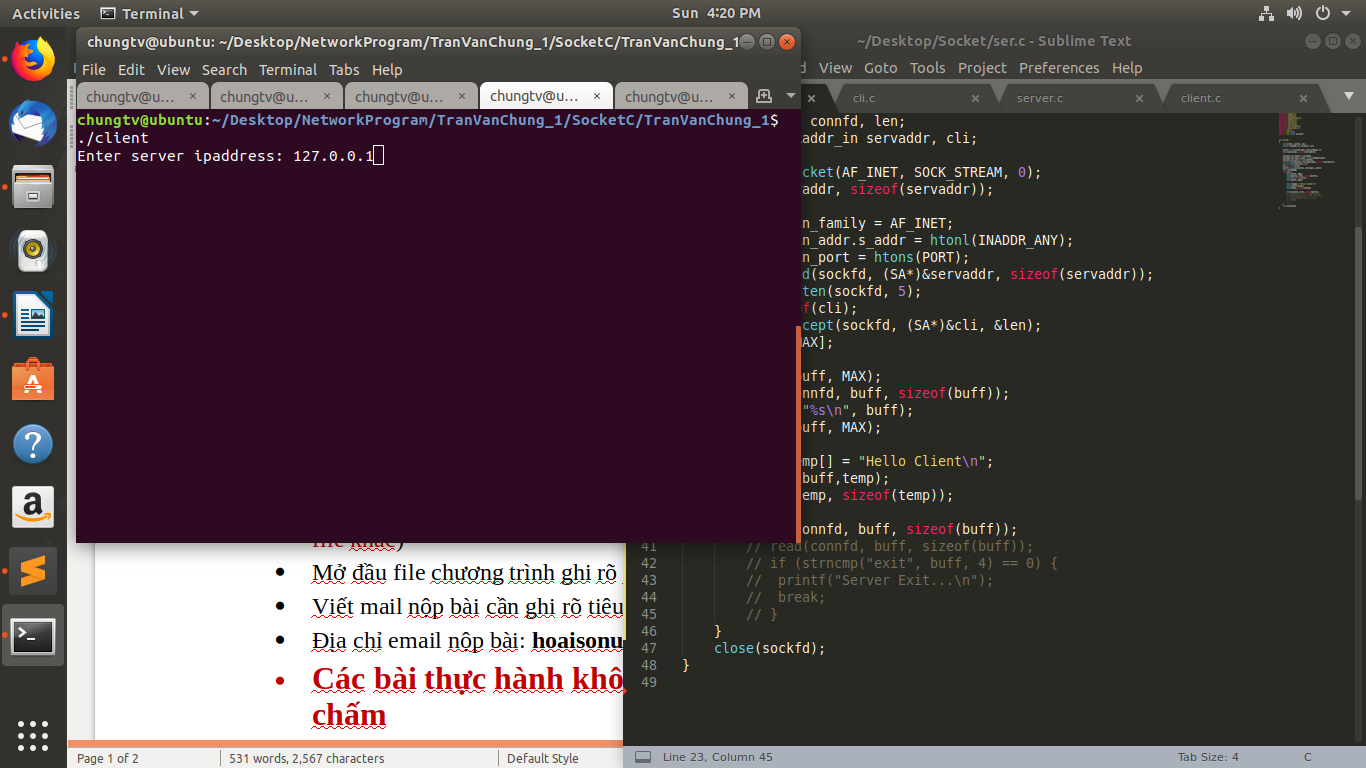 Activities
Terminal
Sun 4:20 PM
chungtv@ubuntu: ~/Desktop/NetworkProgram/TranVanChung_1/SocketC/TranVanChung_1
File Edit View Search Terminal Tabs Help
chungtv@u... × chungtv@u... × chungtv@u... × chungtv@u... × chungtv@u... ×
chungtv@ubuntu:~/Desktop/NetworkProgram/TranVanChung_1/SocketC/TranVanChung_1$
./client
Enter server ipaddress: 127.0.0.1
~/Desktop/Socket/ser.c - Sublime Text
d View Goto Tools Project Preferences Help
× cli.c × server.c × client.c ×
connfd, len;
addr_in servaddr, cli;
cket(AF_INET, SOCK_STREAM, 0);
addr, sizeof(servaddr));
n_family = AF_INET;
n_addr.s_addr = htonl(INADDR_ANY);
n_port = htons(PORT);
d(sockfd, (SA*)&servaddr, sizeof(servaddr));
ten(sockfd, 5);
f(cli);
cept(sockfd, (SA*)&cli, &len);
MAX];
uff, MAX);
nnfd, buff, sizeof(buff));
"%s\n", buff);
uff, MAX);
mp[] = "Hello Client\n";
buff,temp);
emp, sizeof(temp));
connfd, buff, sizeof(buff));
41 // read(connfd, buff, sizeof(buff));
42 // if (strncmp("exit", buff, 4) == 0) {
43 // printf("Server Exit...\n");
44 // break;
45 // }
46 }
47 close(sockfd);
48 }
49
Line 23, Column 45
Tab Size: 4
C
file khác)
• Mở đầu file chương trình ghi rõ
• Viết mail nộp bài cần ghi rõ tiêu
• Địa chỉ email nộp bài: hoaisonu
• Các bài thực hành khô
chấm
Page 1 of 2
531 words, 2,567 characters
Default Style